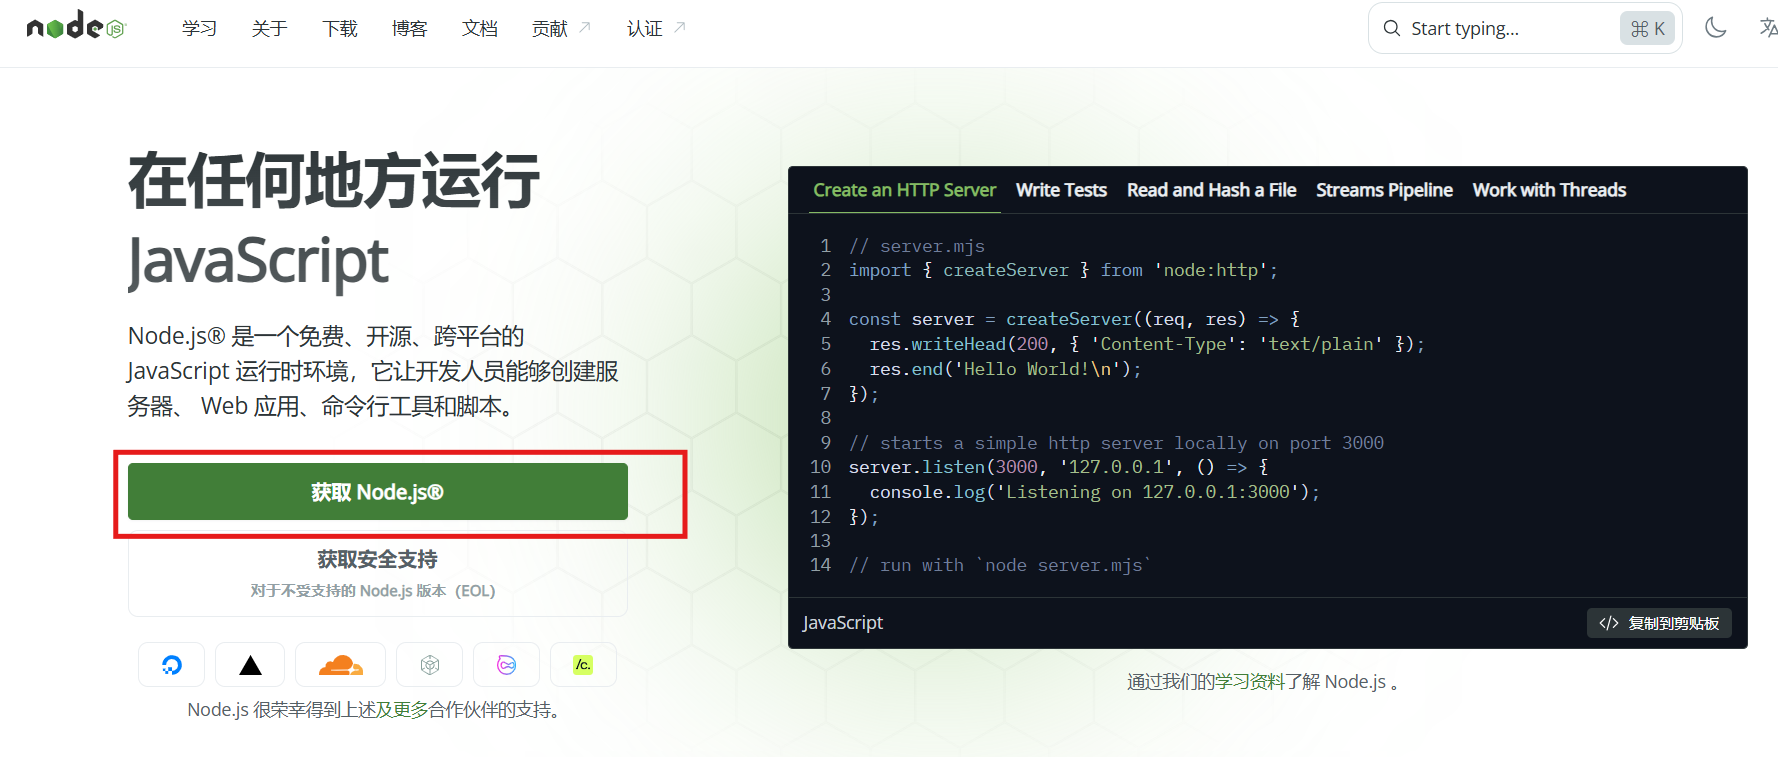 node JS
学习 关于 下载 博客 文档 贡献 认证
Start typing... ⌘ K
在任何地方运行
JavaScript
Node.js® 是一个免费、开源、跨平台的
JavaScript 运行时环境，它让开发人员能够创建服
务器、 Web 应用、命令行工具和脚本。
获取 Node.js®
获取安全支持
对于不受支持的 Node.js 版本（EOL）
/c.
Node.js 很荣幸得到上述及更多合作伙伴的支持。
Create an HTTP Server Write Tests Read and Hash a File Streams Pipeline Work with Threads
1 // server.mjs
2 import { createServer } from 'node:http';
3
4 const server = createServer((req, res) => {
5   res.writeHead(200, { 'Content-Type': 'text/plain' });
6   res.end('Hello World!\n');
7 });
8
9 // starts a simple http server locally on port 3000
10 server.listen(3000, '127.0.0.1', () => {
11   console.log('Listening on 127.0.0.1:3000');
12 });
13
14 // run with `node server.mjs`
JavaScript </> 复制到剪贴板
通过我们的学习资料了解 Node.js 。